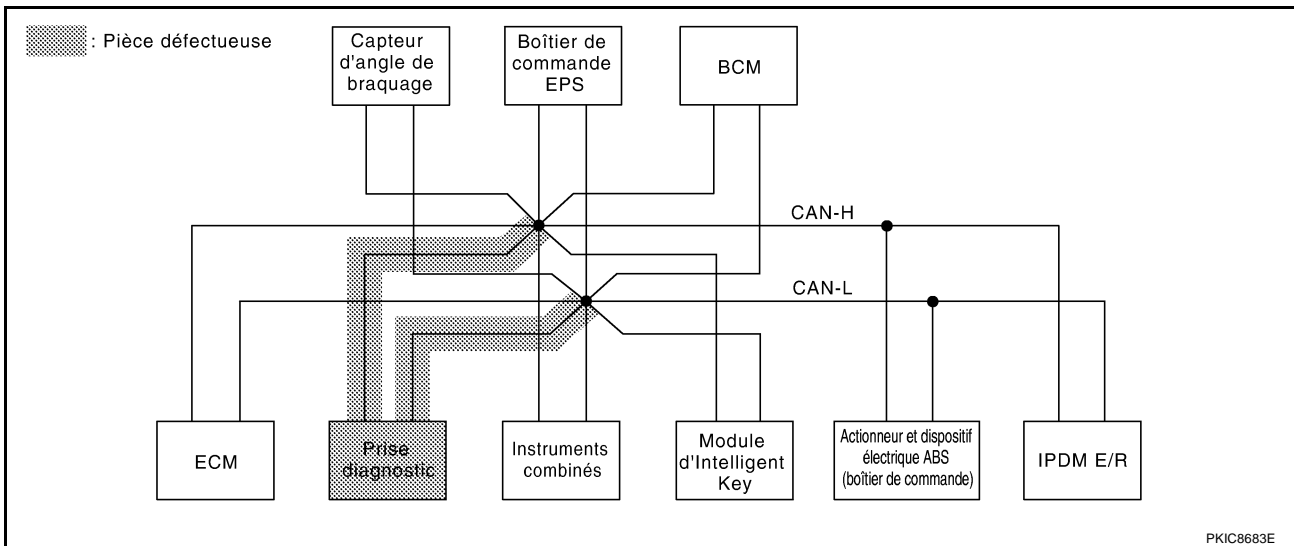 : Pièce défectueuse
Capteur
d'angle de
braquage
Boîtier de
commande
EPS
BCM
CAN-H
CAN-L
ECM
Prise
diagnostic
Instruments
combinés
Module
d'Intelligent
Key
Actionneur et dispositif
électrique ABS
(boîtier de commande)
IPDM E/R
PKIC8683E